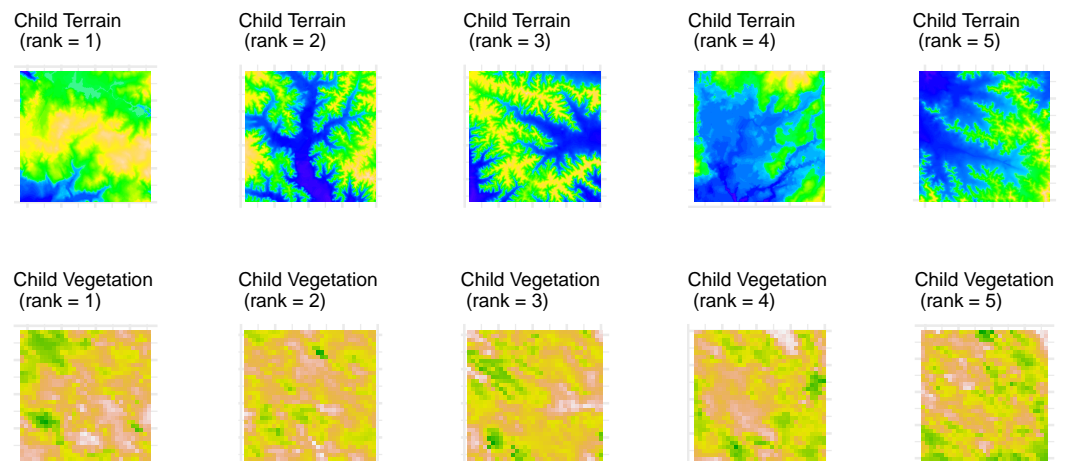 Child Terrain
(rank = 1)
Child Terrain
(rank = 2)
Child Terrain
(rank = 3)
Child Terrain
(rank = 4)
Child Terrain
(rank = 5)
Child Vegetation
(rank = 1)
Child Vegetation
(rank = 2)
Child Vegetation
(rank = 3)
Child Vegetation
(rank = 4)
Child Vegetation
(rank = 5)